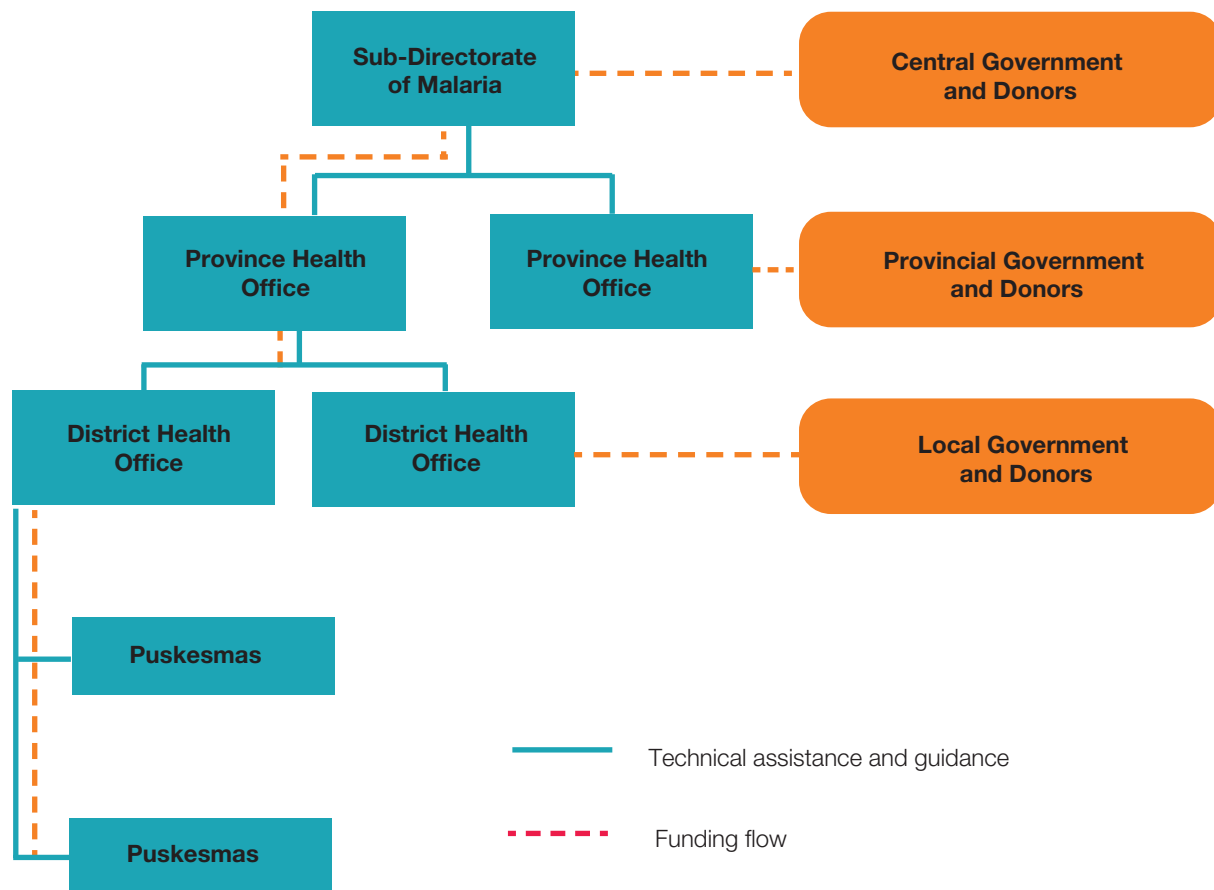 Sub-Directorate
of Malaria
Central Government
and Donors
Province Health
Office
Province Health
Office
Provincial Government
and Donors
District Health
Office
District Health
Office
Local Government
and Donors
Puskesmas
Technical assistance and guidance
Funding flow
Puskesmas